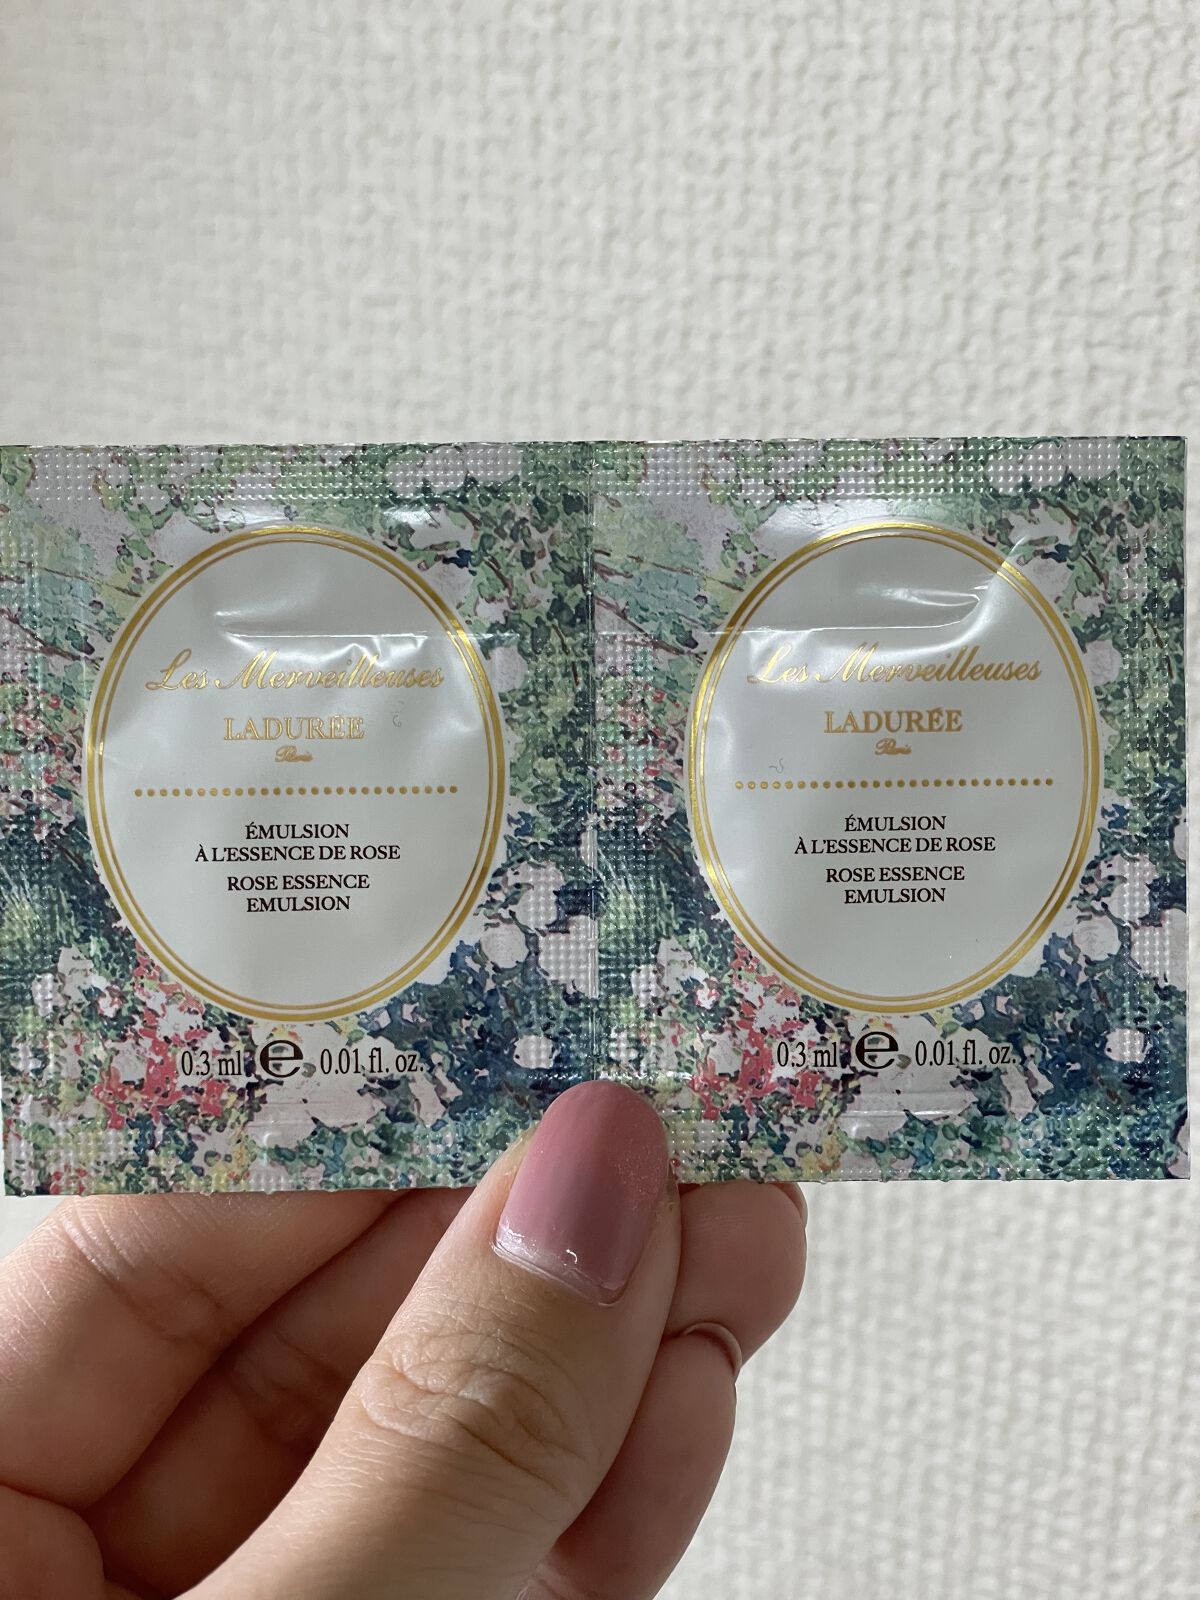 Les Merveilleuses
LADURÉE
Paris
ÉMULSION
À L'ESSENCE DE ROSE
ROSE ESSENCE
EMULSION
0.3 ml ℮ 0.01 fl. oz.
Les Merveilleuses
LADURÉE
Paris
ÉMULSION
À L'ESSENCE DE ROSE
ROSE ESSENCE
EMULSION
0.3 ml ℮ 0.01 fl. oz.